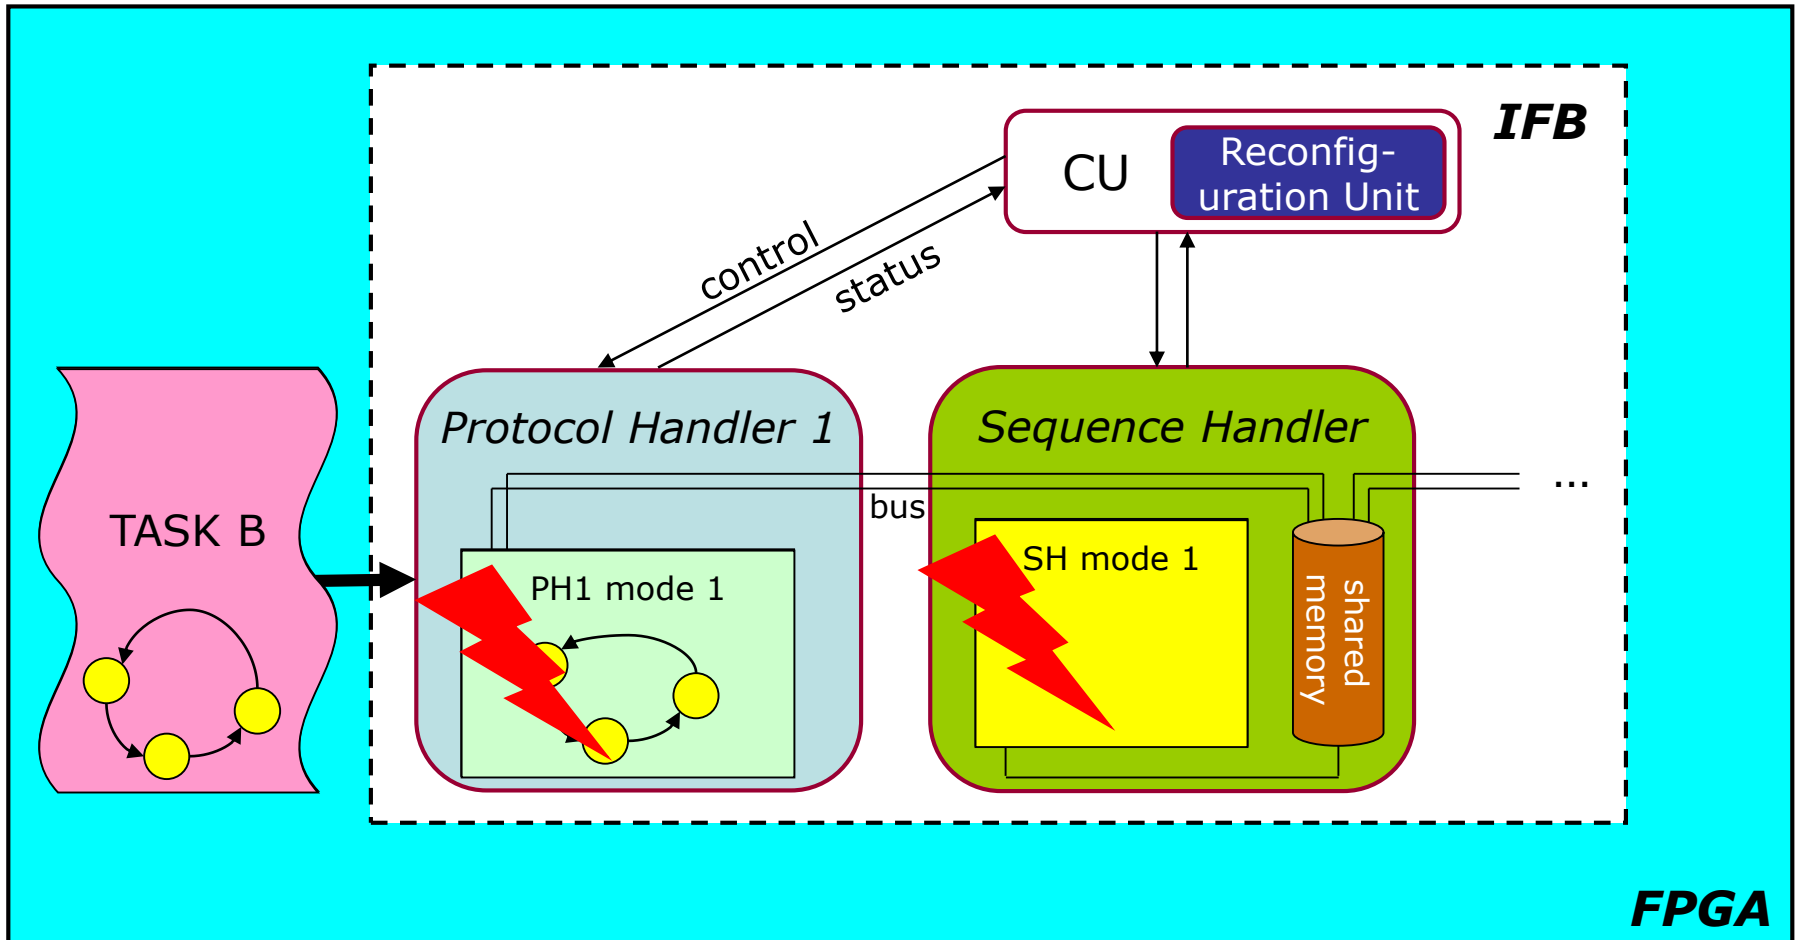 IFB
CU
Reconfig-
uration Unit
control
status
Protocol Handler 1
Sequence Handler
bus
...
TASK B
PH1 mode 1
SH mode 1
shared
memory
FPGA